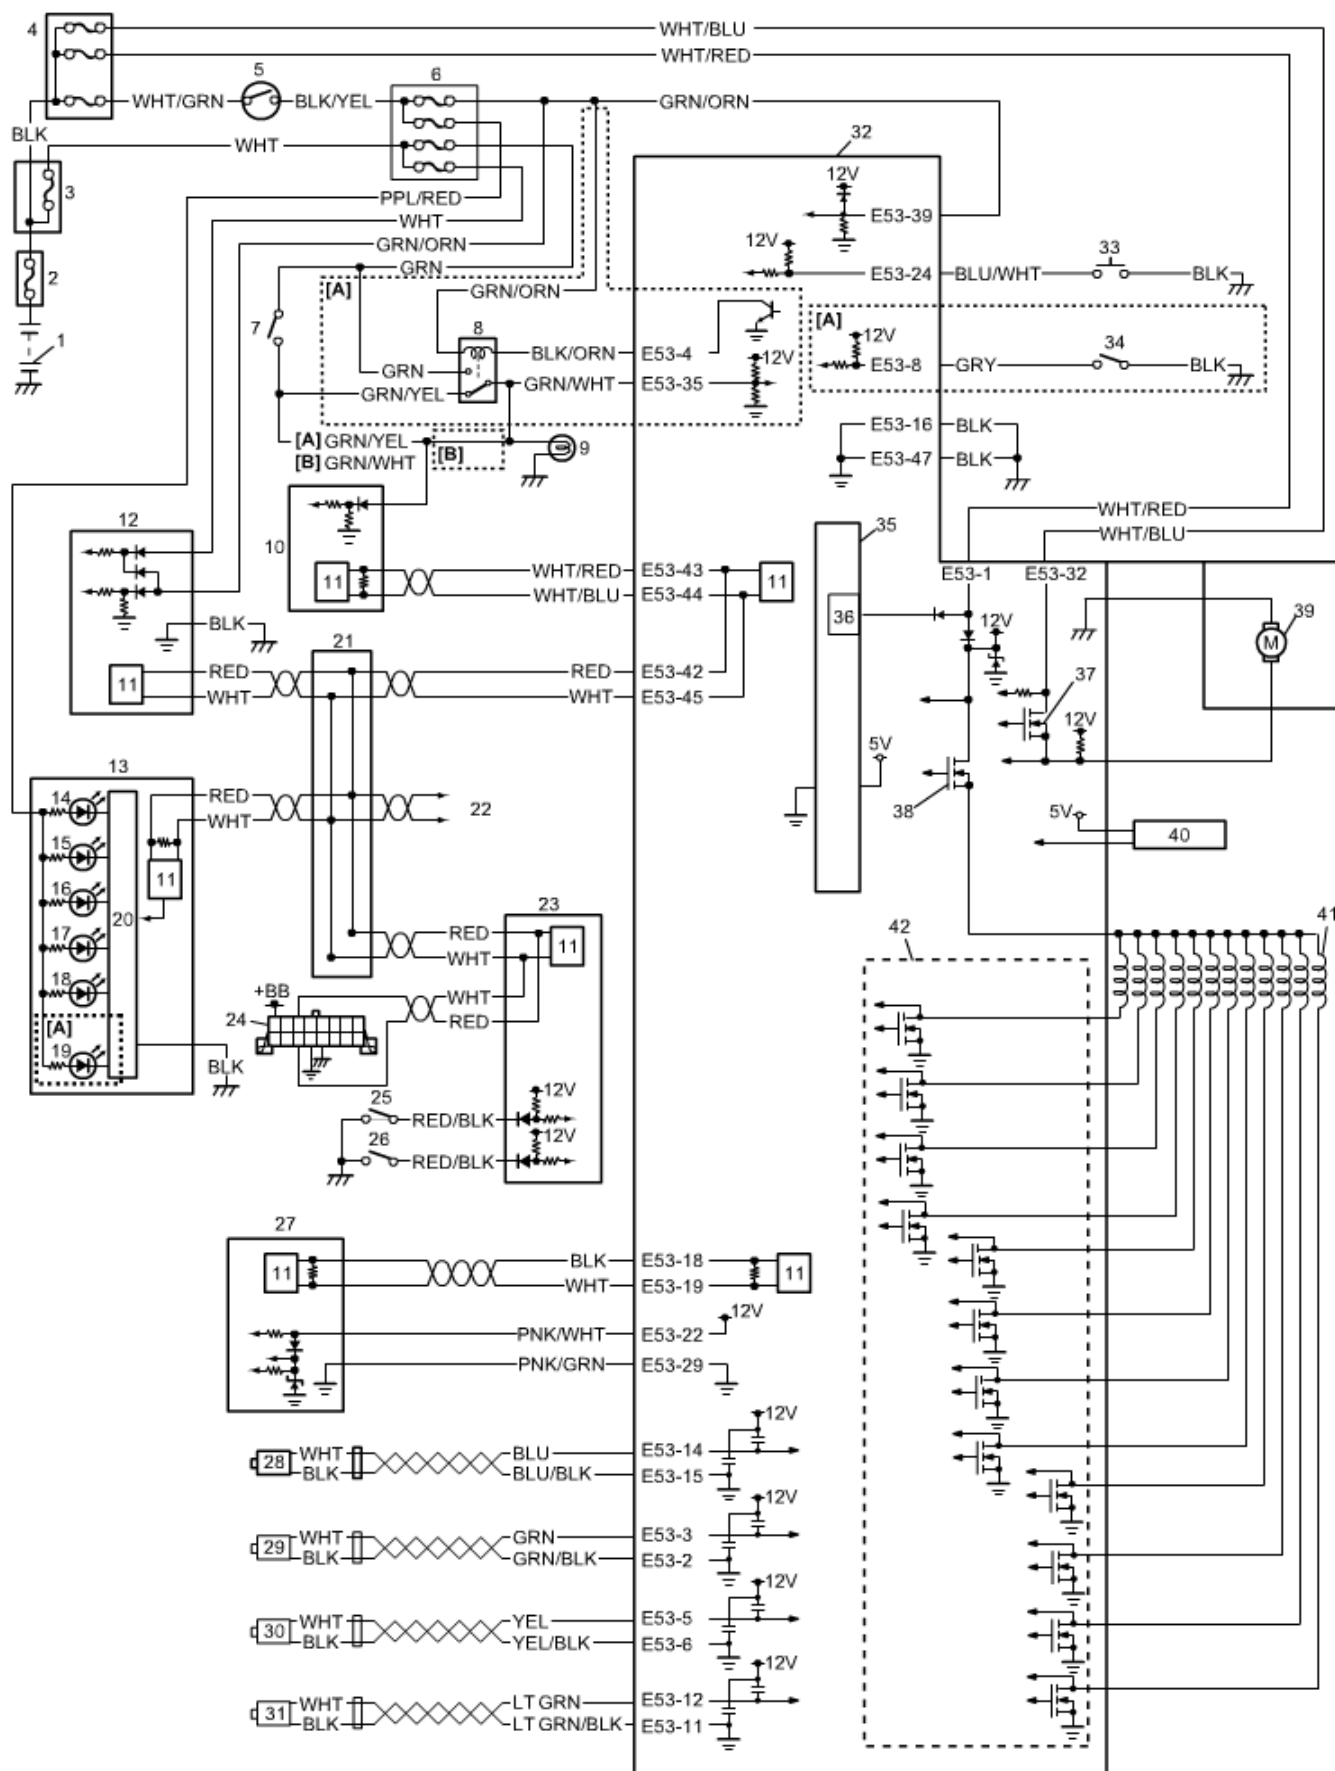 4
WHT/BLU
WHT/RED
5
6
WHT/GRN
BLK/YEL
GRN/ORN
BLK
WHT
32
3
12V
PPL/RED
E53-39
WHT
GRN/ORN
12V
33
GRN
E53-24
BLU/WHT
BLK
2
[A]
GRN/ORN
[A]
7
8
12V
34
1
BLK/ORN
E53-4
12V
E53-8
GRY
BLK
GRN
GRN/WHT
E53-35
GRN/YEL
E53-16
BLK
[A] GRN/YEL
[B]
9
[B] GRN/WHT
E53-47
BLK
WHT/RED
12
35
WHT/BLU
10
11
WHT/RED
E53-43
11
E53-1
E53-32
WHT/BLU
E53-44
36
39
BLK
21
12V
M
RED
RED
E53-42
11
WHT
WHT
E53-45
37
12V
5V
13
14
RED
22
38
WHT
5V
40
15
11
16
20
23
41
17
RED
11
42
WHT
18
+BB
WHT
[A]
24
RED
19
BLK
12V
25
RED/BLK
12V
26
RED/BLK
27
11
BLK
E53-18
11
WHT
E53-19
12V
PNK/WHT
E53-22
PNK/GRN
E53-29
12V
28
WHT
BLU
E53-14
BLK
BLU/BLK
E53-15
12V
29
WHT
GRN
E53-3
BLK
GRN/BLK
E53-2
12V
30
WHT
YEL
E53-5
BLK
YEL/BLK
E53-6
12V
31
WHT
LT GRN
E53-12
BLK
LT GRN/BLK
E53-11